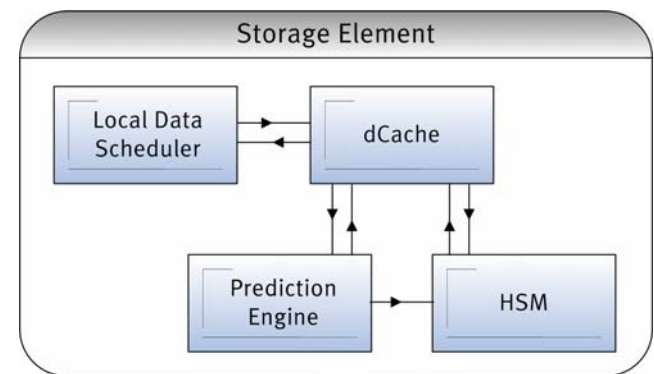 Storage Element
Local Data
Scheduler
dCache
Prediction
Engine
HSM